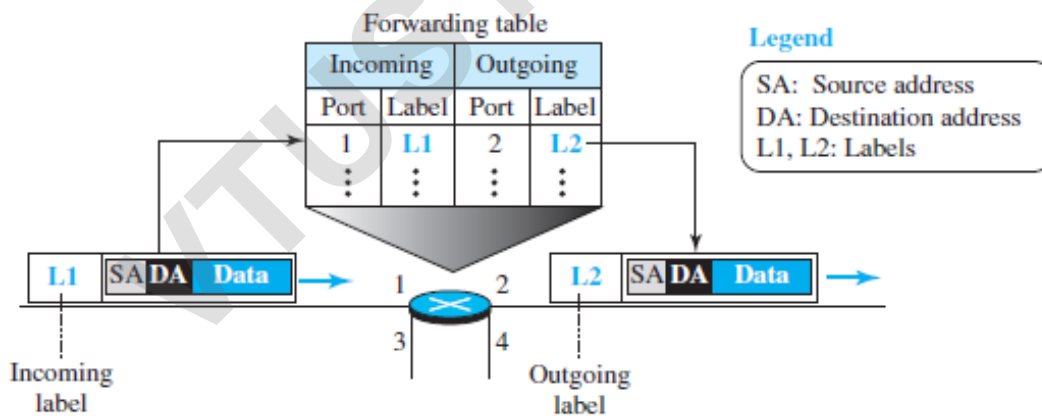 Forwarding table
Legend
Incoming Outgoing
SA: Source address
DA: Destination address
L1, L2: Labels
Port Label Port Label
1 L1 2 L2
L1 SA DA Data
1 2
L2 SA DA Data
3 4
Incoming
label
Outgoing
label
VTUS